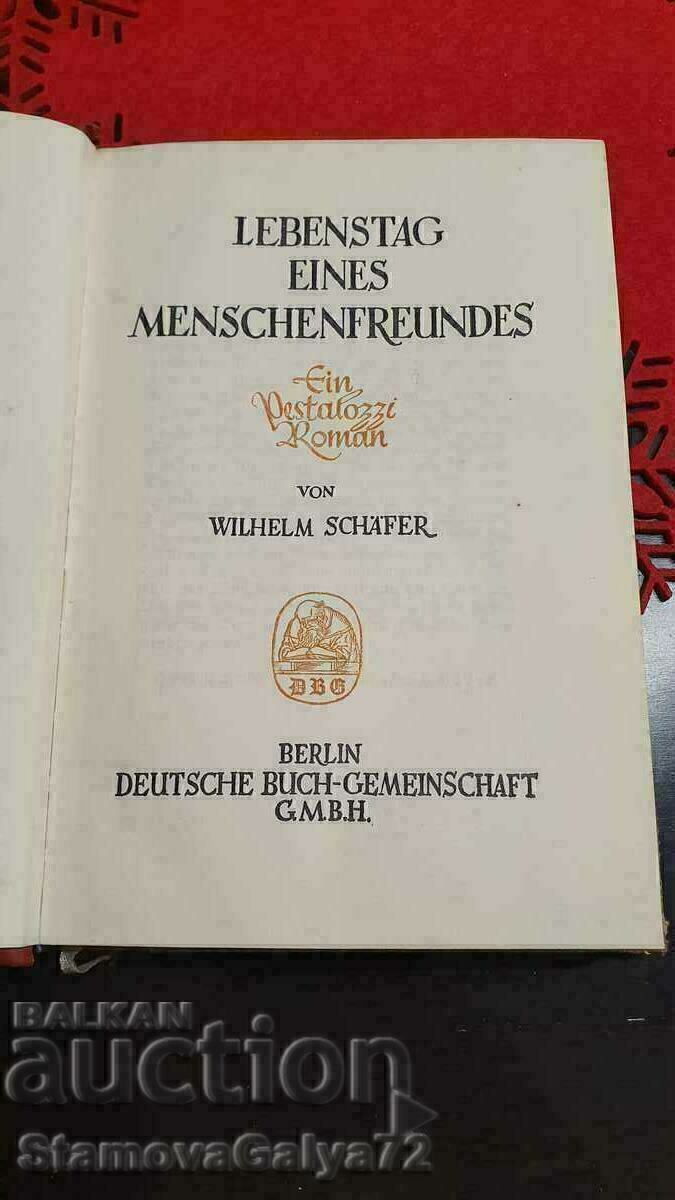 LEBENSTAG
EINES
MENSCHENFREUNDES
Ein
Pestalozzi
Roman
VON
WILHELM SCHÄFER
DBG
BERLIN
DEUTSCHE BUCH-GEMEINSCHAFT
G.M.B.H.
BALKAN
auction
StamovaGalya72